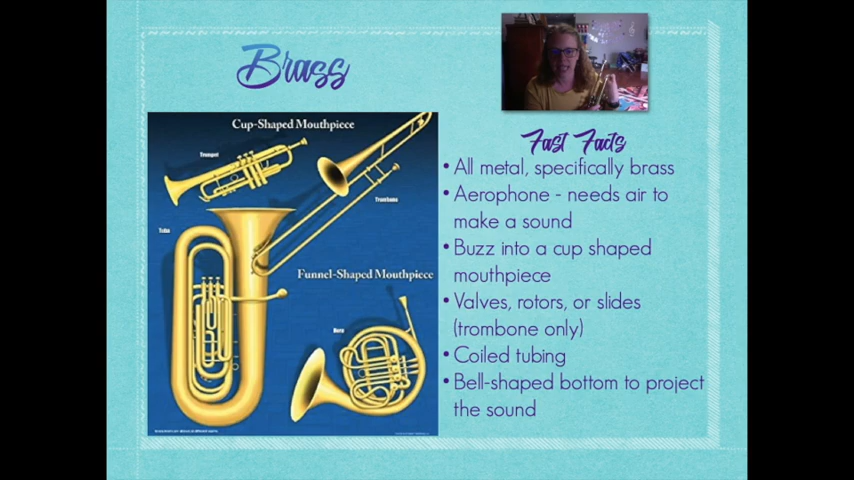 Brass
Cup-Shaped Mouthpiece
Trumpet
Trombone
Tuba
Funnel-Shaped Mouthpiece
Horn
Fast Facts
• All metal, specifically brass
• Aerophone - needs air to
make a sound
• Buzz into a cup shaped
mouthpiece
• Valves, rotors, or slides
(trombone only)
• Coiled tubing
• Bell-shaped bottom to project
the sound